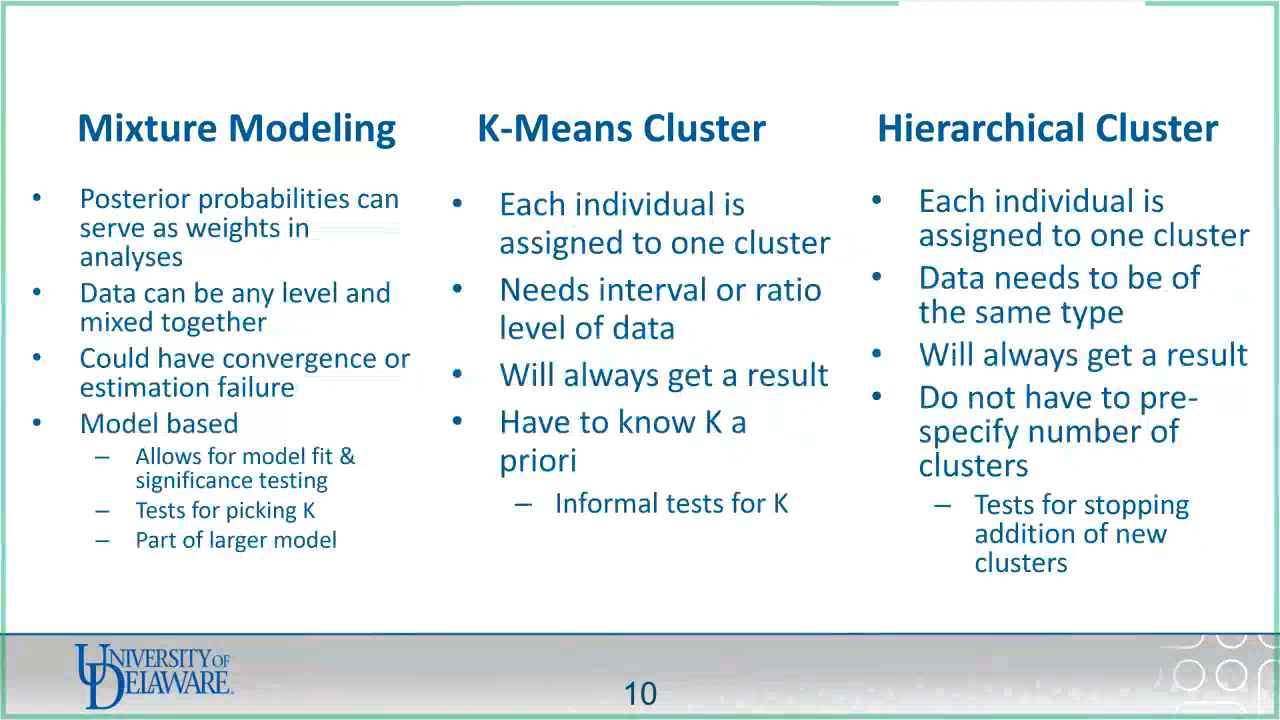 Mixture Modeling
• Posterior probabilities can
serve as weights in
analyses
• Data can be any level and
mixed together
• Could have convergence or
estimation failure
• Model based
– Allows for model fit &
significance testing
– Tests for picking K
– Part of larger model
K-Means Cluster
• Each individual is
assigned to one cluster
• Needs interval or ratio
level of data
• Will always get a result
• Have to know K a
priori
– Informal tests for K
Hierarchical Cluster
• Each individual is
assigned to one cluster
• Data needs to be of
the same type
• Will always get a result
• Do not have to pre-
specify number of
clusters
– Tests for stopping
addition of new
clusters
UNIVERSITY OF
DELAWARE.
10